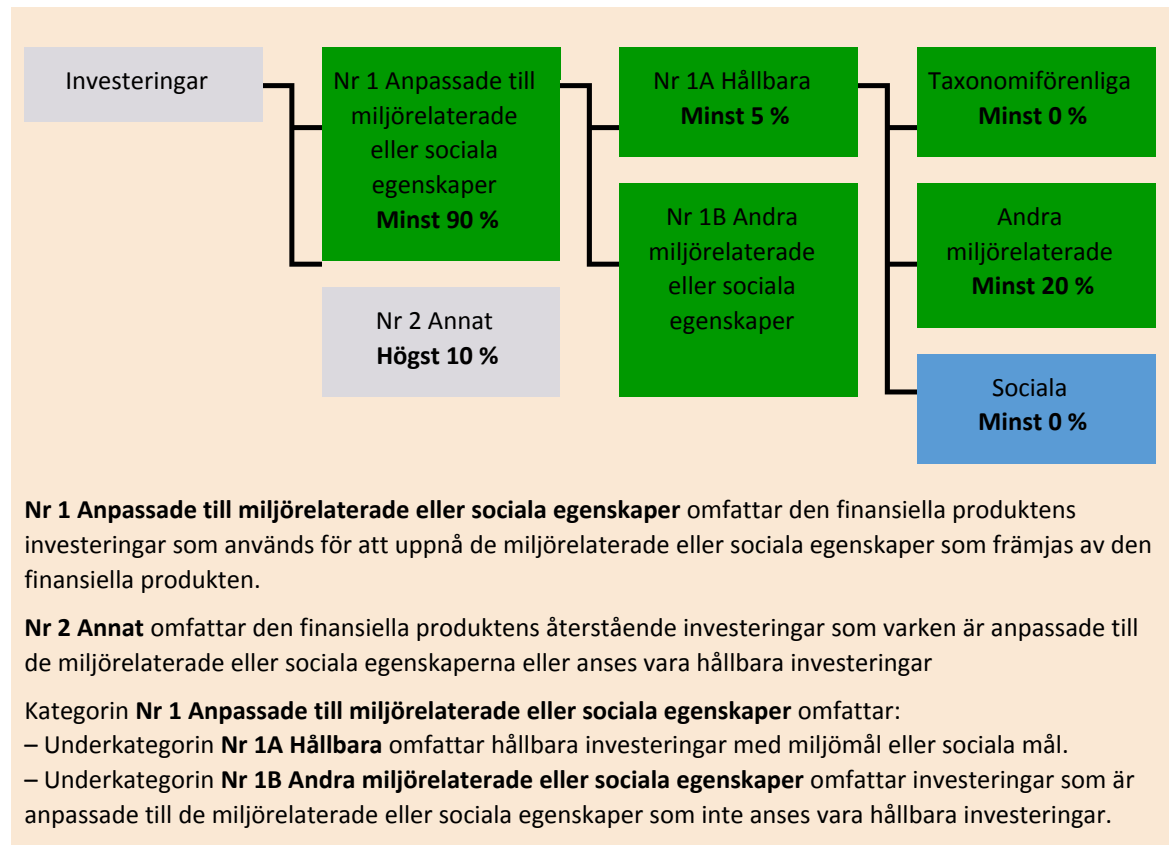 Investeringar
Nr 1 Anpassade till
miljörelaterade
eller sociala
egenskaper
Minst 90 %
Nr 2 Annat
Högst 10 %
Nr 1A Hållbara
Minst 5 %
Nr 1B Andra
miljörelaterade
eller sociala
egenskaper
Taxonomiförenliga
Minst 0 %
Andra
miljörelaterade
Minst 20 %
Sociala
Minst 0 %
Nr 1 Anpassade till miljörelaterade eller sociala egenskaper omfattar den finansiella produktens
investeringar som används för att uppnå de miljörelaterade eller sociala egenskaper som främjas av den
finansiella produkten.
Nr 2 Annat omfattar den finansiella produktens återstående investeringar som varken är anpassade till
de miljörelaterade eller sociala egenskaperna eller anses vara hållbara investeringar
Kategorin Nr 1 Anpassade till miljörelaterade eller sociala egenskaper omfattar:
– Underkategorin Nr 1A Hållbara omfattar hållbara investeringar med miljömål eller sociala mål.
– Underkategorin Nr 1B Andra miljörelaterade eller sociala egenskaper omfattar investeringar som är
anpassade till de miljörelaterade eller sociala egenskaper som inte anses vara hållbara investeringar.